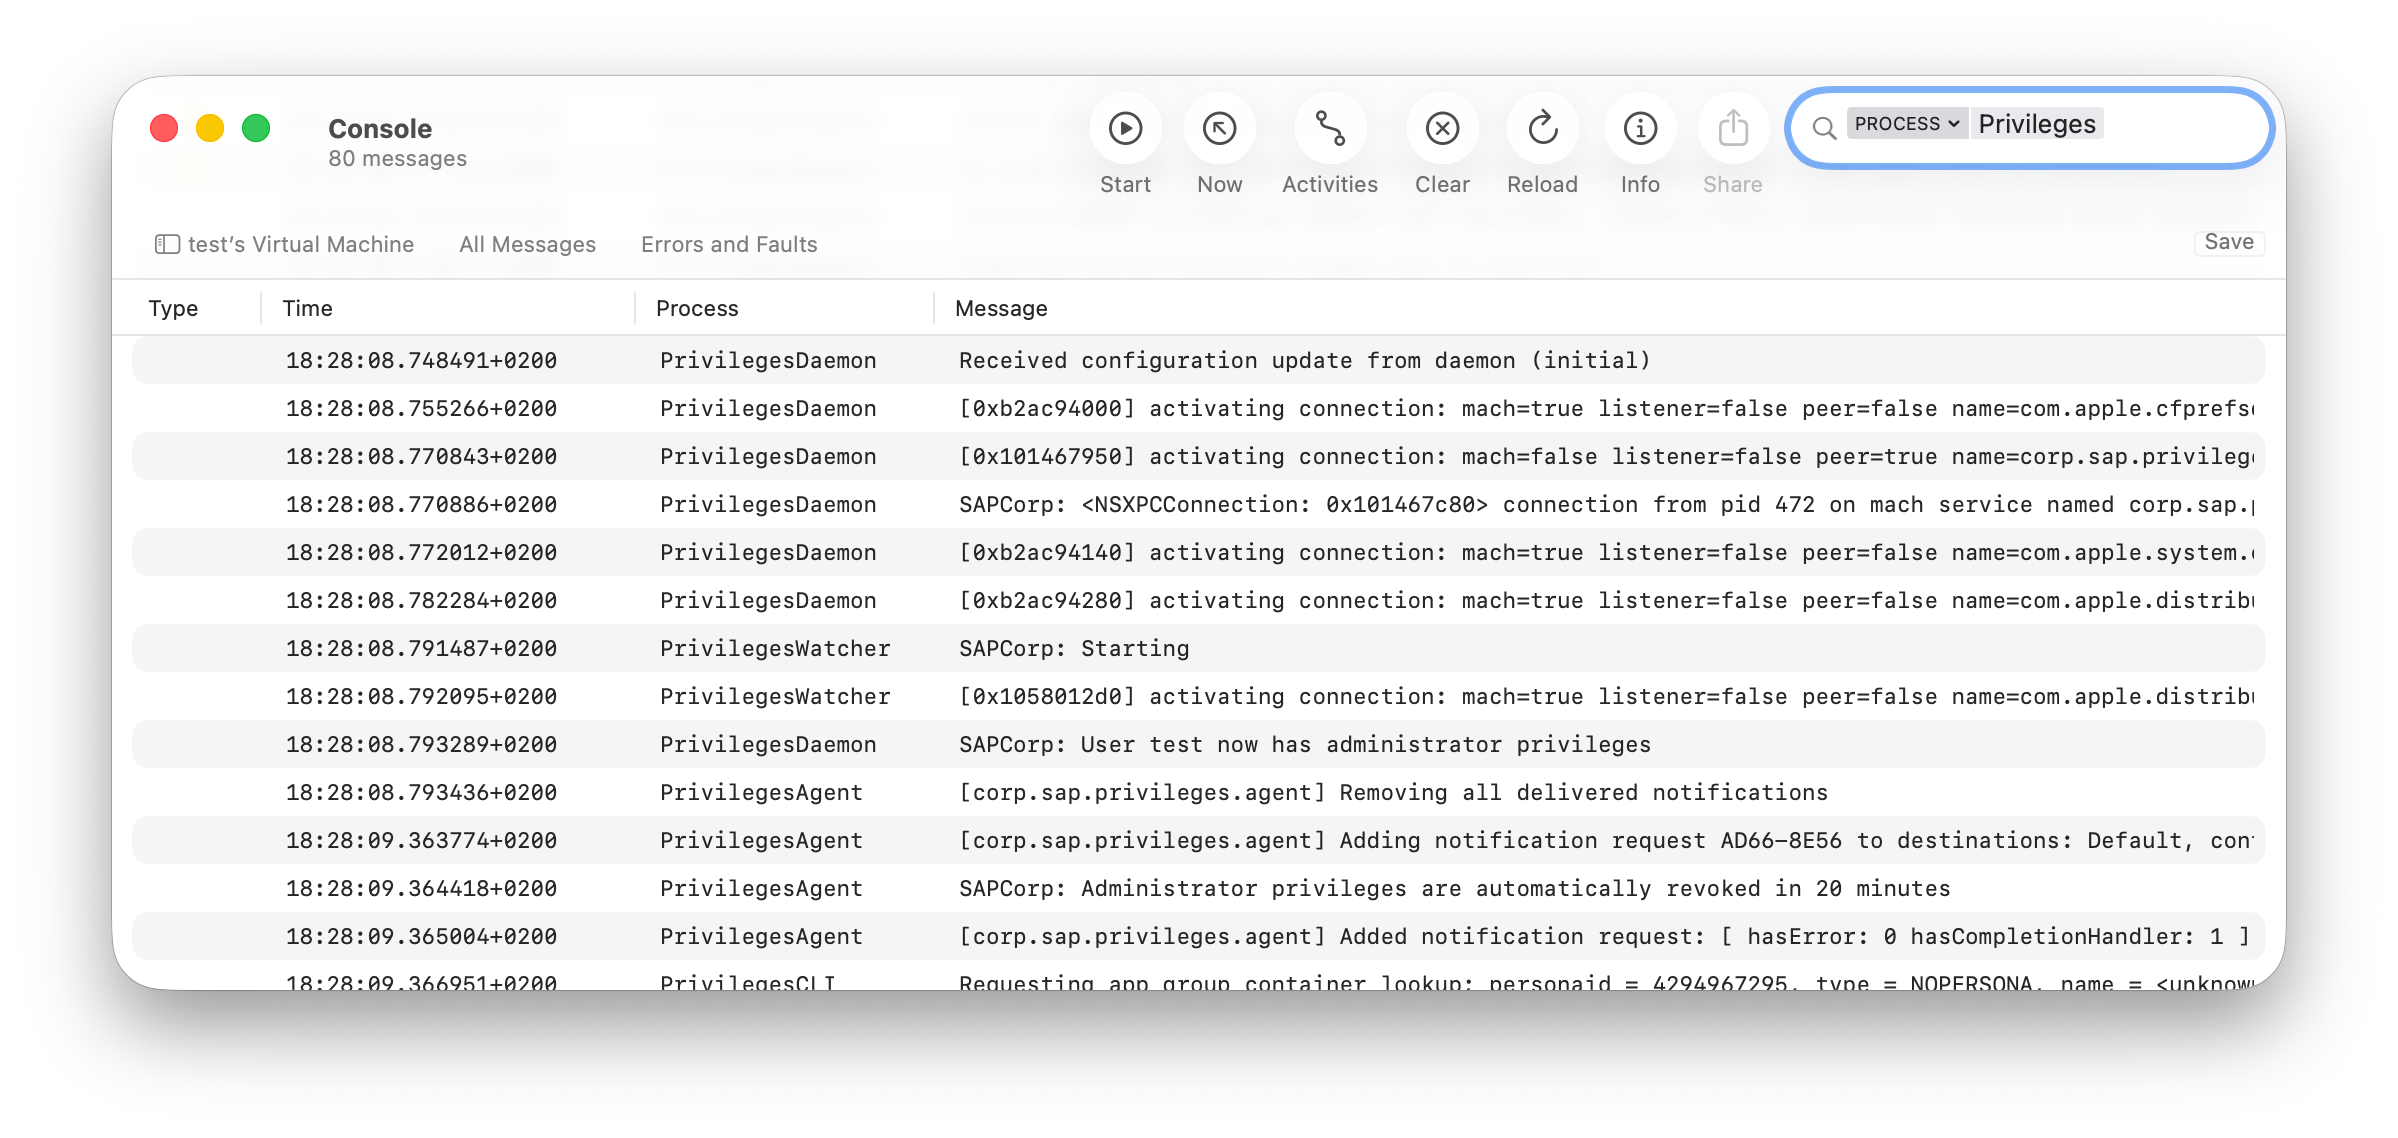 Console
80 messages
Start Now Activities Clear Reload Info Share
PROCESS Privileges
test's Virtual Machine All Messages Errors and Faults Save
Type Time Process Message
18:28:08.748491+0200 PrivilegesDaemon Received configuration update from daemon (initial)
18:28:08.755266+0200 PrivilegesDaemon [0xb2ac94000] activating connection: mach=true listener=false peer=false name=com.apple.cfprefs
18:28:08.770843+0200 PrivilegesDaemon [0x101467950] activating connection: mach=false listener=false peer=true name=corp.sap.privileg
18:28:08.770886+0200 PrivilegesDaemon SAPCorp: <NSXPCConnection: 0x101467c80> connection from pid 472 on mach service named corp.sap.
18:28:08.772012+0200 PrivilegesDaemon [0xb2ac94140] activating connection: mach=true listener=false peer=false name=com.apple.system.
18:28:08.782284+0200 PrivilegesDaemon [0xb2ac94280] activating connection: mach=true listener=false peer=false name=com.apple.distrib
18:28:08.791487+0200 PrivilegesWatcher SAPCorp: Starting
18:28:08.792095+0200 PrivilegesWatcher [0x1058012d0] activating connection: mach=true listener=false peer=false name=com.apple.distrib
18:28:08.793289+0200 PrivilegesDaemon SAPCorp: User test now has administrator privileges
18:28:08.793436+0200 PrivilegesAgent [corp.sap.privileges.agent] Removing all delivered notifications
18:28:09.363774+0200 PrivilegesAgent [corp.sap.privileges.agent] Adding notification request AD66-8E56 to destinations: Default, con
18:28:09.364418+0200 PrivilegesAgent SAPCorp: Administrator privileges are automatically revoked in 20 minutes
18:28:09.365004+0200 PrivilegesAgent [corp.sap.privileges.agent] Added notification request: [ hasError: 0 hasCompletionHandler: 1 ]
18:28:09.366951+0200 PrivilegesCLI Requesting app group container lookup: personaid = 4294967295, type = NOPERSONA, name = <unknow